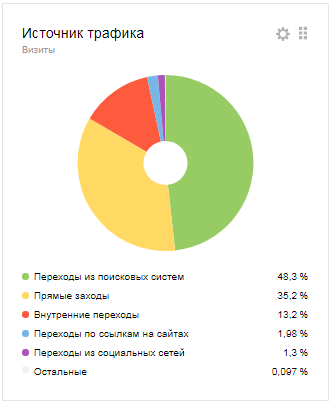 Источник трафика
Визиты
Переходы из поисковых систем 48,3 %
Прямые заходы 35,2 %
Внутренние переходы 13,2 %
Переходы по ссылкам на сайтах 1,98 %
Переходы из социальных сетей 1,3 %
Остальные 0,097 %